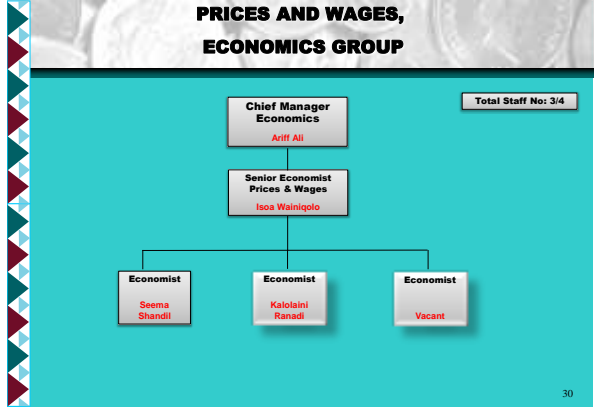 PRICES AND WAGES,
ECONOMICS GROUP
Total Staff No: 3/4
Chief Manager
Economics
Ariff Ali
Senior Economist
Prices & Wages
Isoa Wainiqolo
Economist
Seema
Shandil
Economist
Kalolaini
Ranadi
Economist
Vacant
30